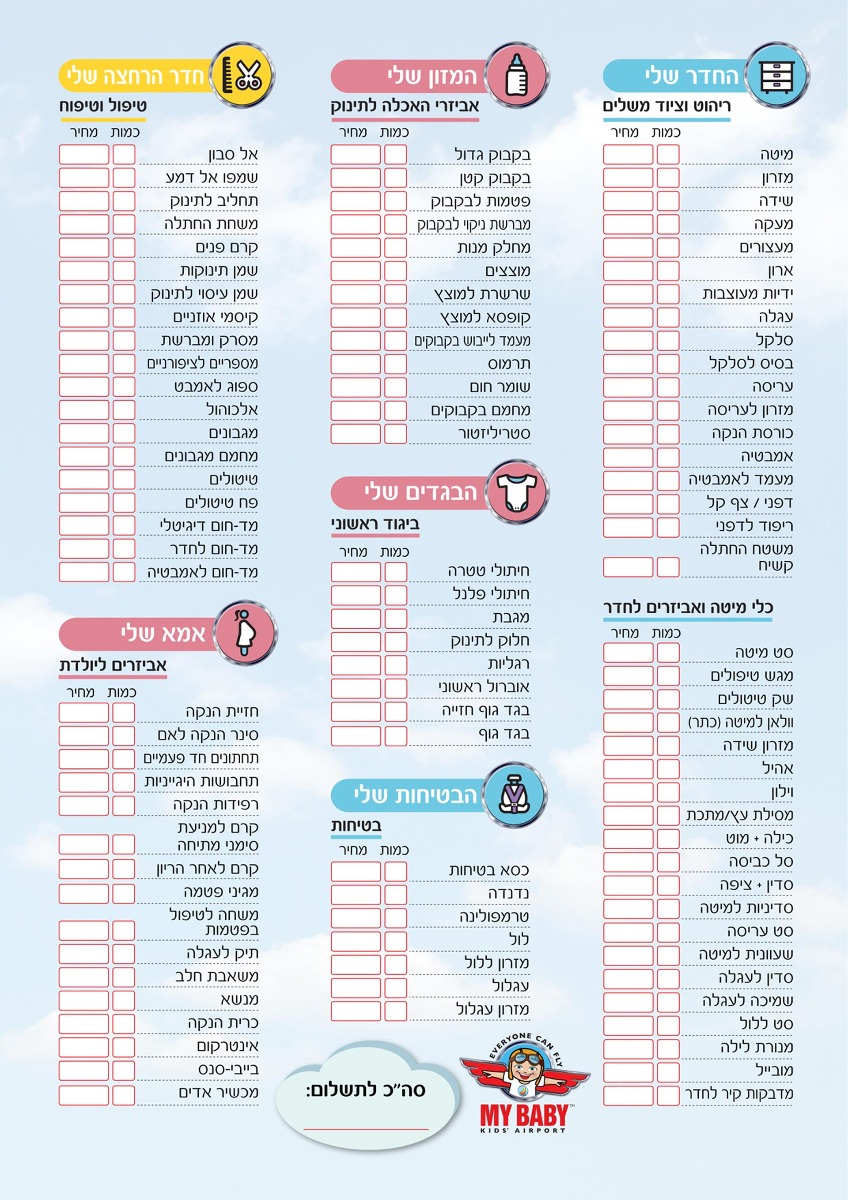 החדר שלי
ריהוט וציוד משלים
כמות מחיר
מיטה
מזרון
שידה
מעקה
מעצורים
ארון
ידיות מעוצבות
עגלה
סלקל
בסיס לסלקל
עריסה
מזרון לעריסה
כורסת הנקה
אמבטיה
מעמד לאמבטיה
דפני / צף קל
ריפוד לדפני
משטח החתלה
קשיח
כלי מיטה ואביזרים לחדר
כמות מחיר
סט מיטה
מגש טיפולים
שק טיטולים
וולאן למיטה (כתר)
מזרון שידה
אהיל
וילון
מסילת עץ/מתכת
כילה + מוט
סל כביסה
סדין + ציפה
סדיניות למיטה
סט עריסה
שעוונית למיטה
סדין לעגלה
שמיכה לעגלה
סט ללול
מנורת לילה
מובייל
מדבקות קיר לחדר
המזון שלי
אביזרי האכלה לתינוק
כמות מחיר
בקבוק גדול
בקבוק קטן
פטמות לבקבוק
מברשת ניקוי לבקבוק
מחלק מנות
מוצצים
שרשרת למוצץ
קופסא למוצץ
מעמד לייבוש בקבוקים
תרמוס
שומר חום
מחמם בקבוקים
סטריליזטור
הבגדים שלי
ביגוד ראשוני
כמות מחיר
חיתולי טטרה
חיתולי פלנל
מגבת
חלוק לתינוק
רגליות
אוברול ראשוני
בגד גוף חזייה
בגד גוף
הבטיחות שלי
בטיחות
כמות מחיר
כסא בטיחות
נדנדה
טרמפולינה
לול
מזרון ללול
עגלול
מזרון עגלול
EVERYONE CAN FLY
MY BABY
KIDS' AIRPORT
סה"כ לתשלום:
חדר הרחצה שלי
טיפול וטיפוח
כמות מחיר
אל סבון
שמפו אל דמע
תחליב לתינוק
משחת החתלה
קרם פנים
שמן תינוקות
שמן עיסוי לתינוק
קיסמי אוזניים
מסרק ומברשת
מספריים לציפורניים
ספוג לאמבט
אלכוהול
מגבונים
מחמם מגבונים
טיטולים
פח טיטולים
מד-חום דיגיטלי
מד-חום לחדר
מד-חום לאמבטיה
אמא שלי
אביזרים ליולדת
כמות מחיר
חזיית הנקה
סינר הנקה לאם
תחתונים חד פעמיים
תחבושות היגייניות
רפידות הנקה
קרם למניעת
סימני מתיחה
קרם לאחר הריון
מגיני פטמה
משחה לטיפול
בפטמות
תיק לעגלה
משאבת חלב
מנשא
כרית הנקה
אינטרקום
בייבי-סנס
מכשיר אדים